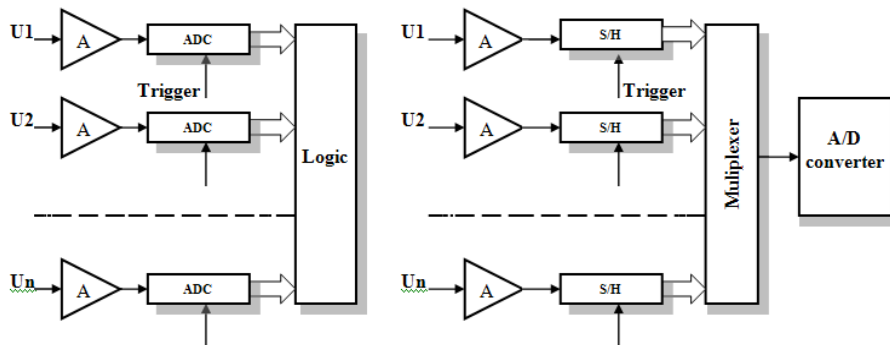 U1
A
ADC
Trigger
U2
A
ADC
Logic
Un
A
ADC
U1
A
S/H
Trigger
U2
A
S/H
Muliplexer
A/D
converter
Un
A
S/H